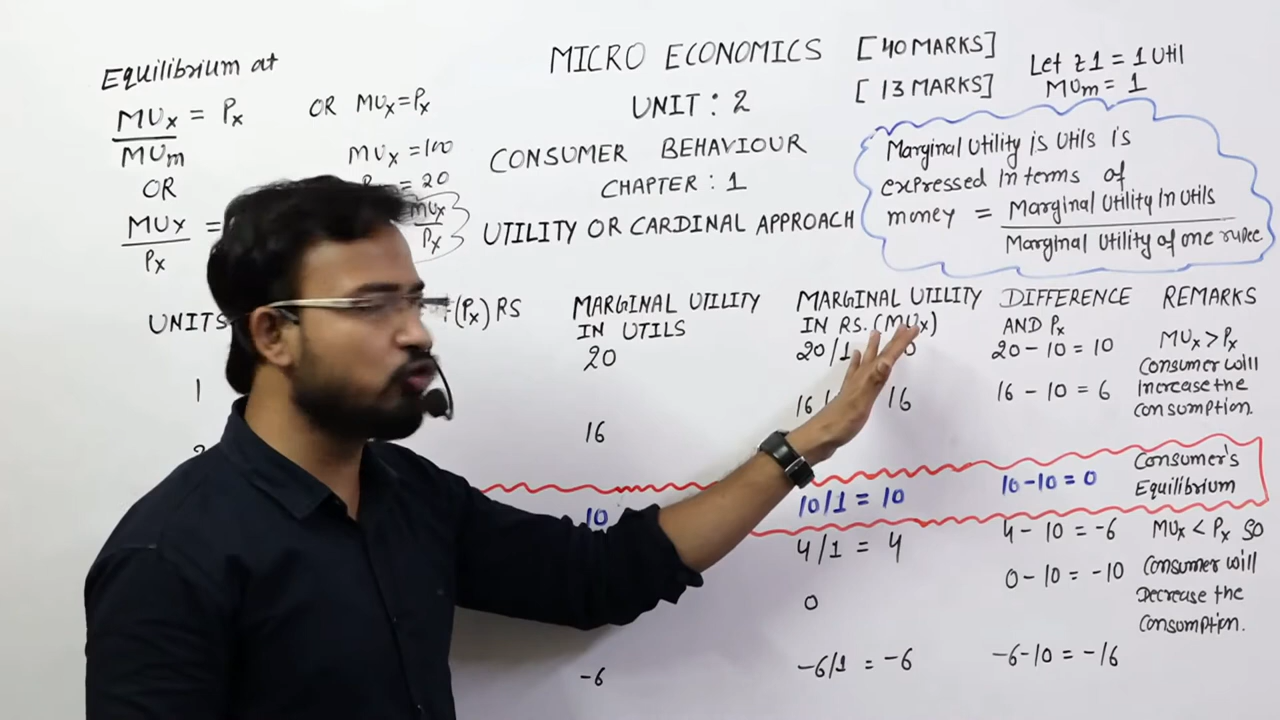 MICRO ECONOMICS [40 MARKS]
UNIT : 2 [13 MARKS]
CONSUMER BEHAVIOUR
CHAPTER : 1
UTILITY OR CARDINAL APPROACH
Equilibrium at
MUx = Px
MUm
OR
MUx =
Px
OR MUx = Px
MUx = 100
= 20
MUx
Px
Let ₹1 = 1 Util
MUm = 1
Marginal Utility is Utils is
expressed in terms of
money = Marginal Utility In Utils
Marginal Utility of one rupee
UNITS (Px) RS MARGINAL UTILITY MARGINAL UTILITY DIFFERENCE REMARKS
IN UTILS IN RS. (MUx) AND Px
1 20 20/1 20 - 10 = 10 MUx > Px
Consumer will
16 16 16 - 10 = 6 Increase the
consumption.
10 10/1 = 10 10 - 10 = 0 Consumer's
Equilibrium
4/1 = 4 4 - 10 = -6 MUx < Px so
0 0 - 10 = -10 Consumer will
Decrease the
consumption.
-6 -6/1 = -6 -6-10 = -16